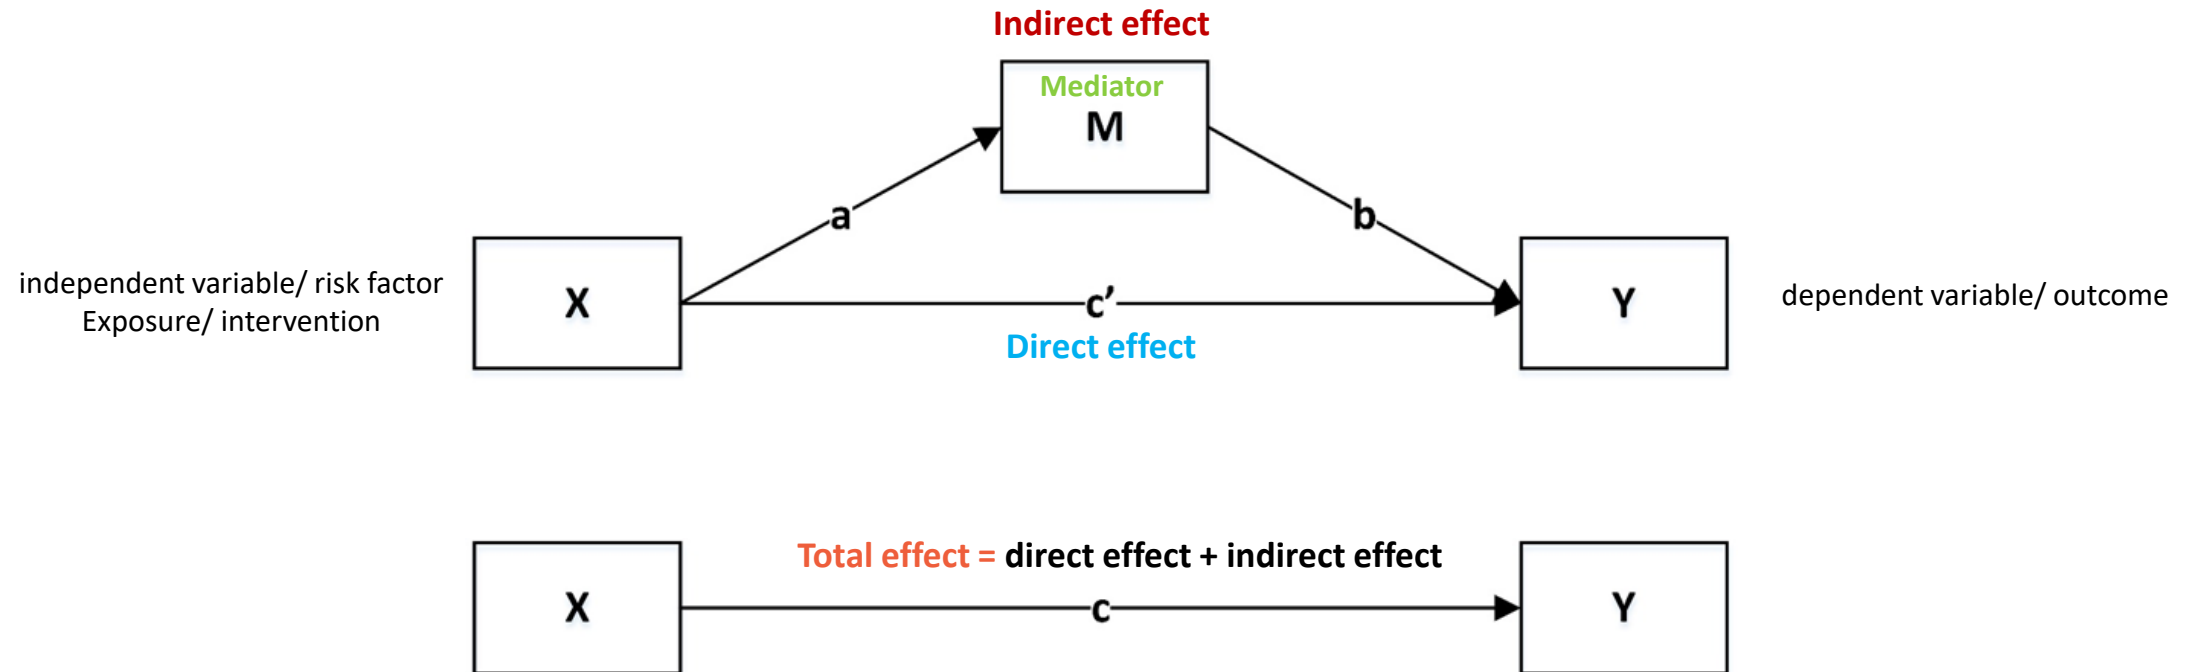 Indirect effect
Mediator
M
a
b
independent variable/ risk factor
Exposure/ intervention
X
c’
Y
dependent variable/ outcome
Direct effect
Total effect = direct effect + indirect effect
X
c
Y